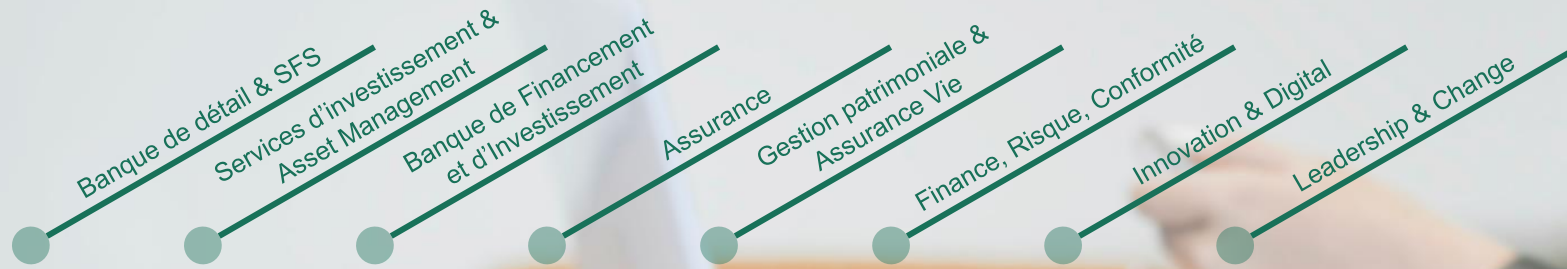 Banque de détail & SFS
Services d'investissement &
Asset Management
Banque de Financement
et d'Investissement
Assurance
Gestion patrimoniale &
Assurance Vie
Finance, Risque, Conformité
Innovation & Digital
Leadership & Change